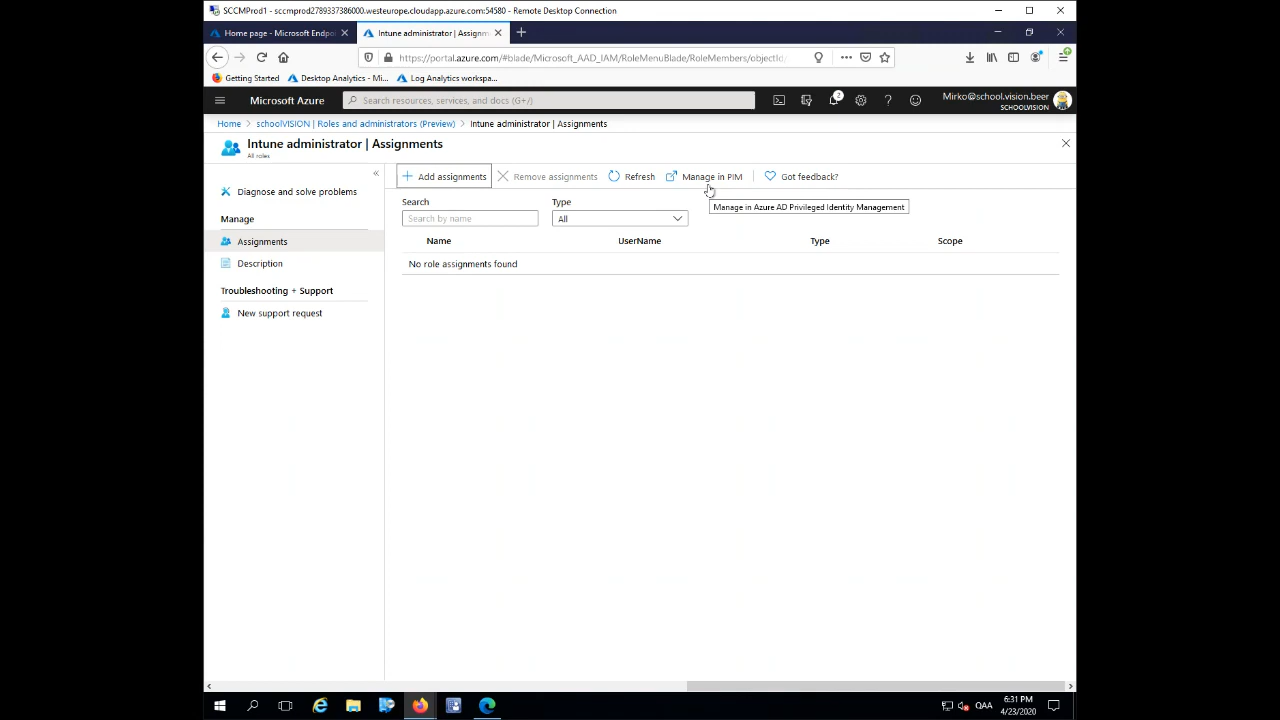 SCCMProd1 - sccmprod2789337386000.westeurope.cloudapp.azure.com:54580 - Remote Desktop Connection
Home page - Microsoft Endpoi
Intune administrator | Assignm
https://portal.azure.com/#blade/Microsoft_AAD_IAM/RoleMenuBlade/RoleMembers/objectId/
Getting Started
Desktop Analytics - Mi...
Log Analytics workspa...
Microsoft Azure
Search resources, services, and docs (G+/)
2
Mirko@school.vision.beer
SCHOOLVISION
Home > schoolVISION | Roles and administrators (Preview) > Intune administrator | Assignments
Intune administrator | Assignments
All roles
Diagnose and solve problems
Manage
Assignments
Description
Troubleshooting + Support
New support request
Add assignments
Remove assignments
Refresh
Manage in PIM
Got feedback?
Manage in Azure AD Privileged Identity Management
Search
Type
Search by name
All
Name
UserName
Type
Scope
No role assignments found
QAA
6:31 PM
4/23/2020